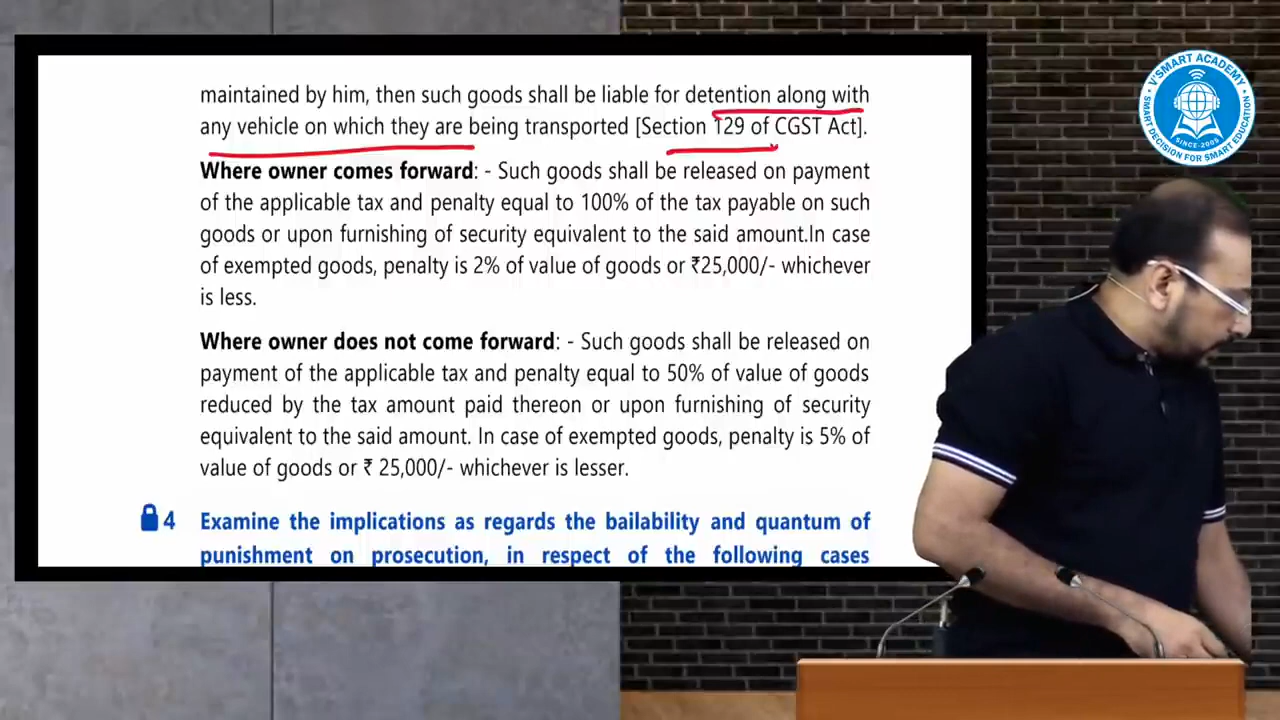 maintained by him, then such goods shall be liable for detention along with
any vehicle on which they are being transported [Section 129 of CGST Act].
Where owner comes forward: - Such goods shall be released on payment
of the applicable tax and penalty equal to 100% of the tax payable on such
goods or upon furnishing of security equivalent to the said amount.In case
of exempted goods, penalty is 2% of value of goods or ₹25,000/- whichever
is less.
Where owner does not come forward: - Such goods shall be released on
payment of the applicable tax and penalty equal to 50% of value of goods
reduced by the tax amount paid thereon or upon furnishing of security
equivalent to the said amount. In case of exempted goods, penalty is 5% of
value of goods or ₹ 25,000/- whichever is lesser.
4 Examine the implications as regards the bailability and quantum of
punishment on prosecution, in respect of the following cases
V'SMART ACADEMY
SINCE-2005
SMART DECISION FOR SMART EDUCATION